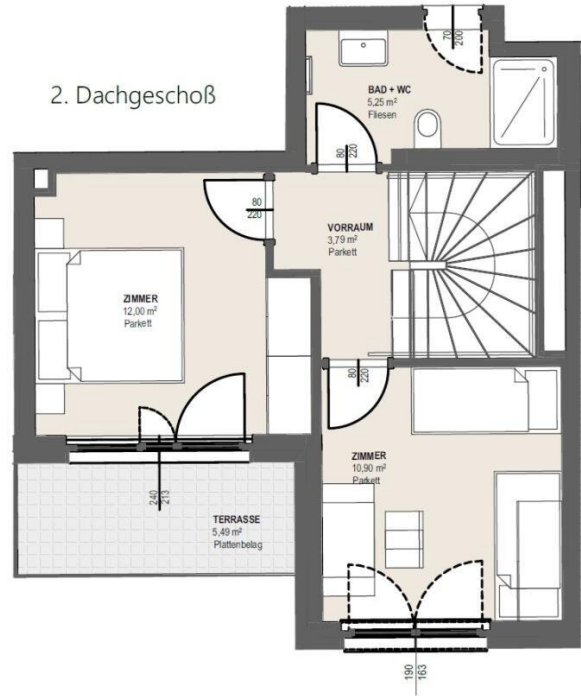 2. Dachgeschoß
70
200
BAD + WC
5,25 m²
Fliesen
80
220
80
220
VORRAUM
3,79 m²
Parkett
ZIMMER
12,00 m²
Parkett
80
220
ZIMMER
10,90 m²
Parkett
240
213
TERRASSE
5,49 m²
Plattenbelag
190
163